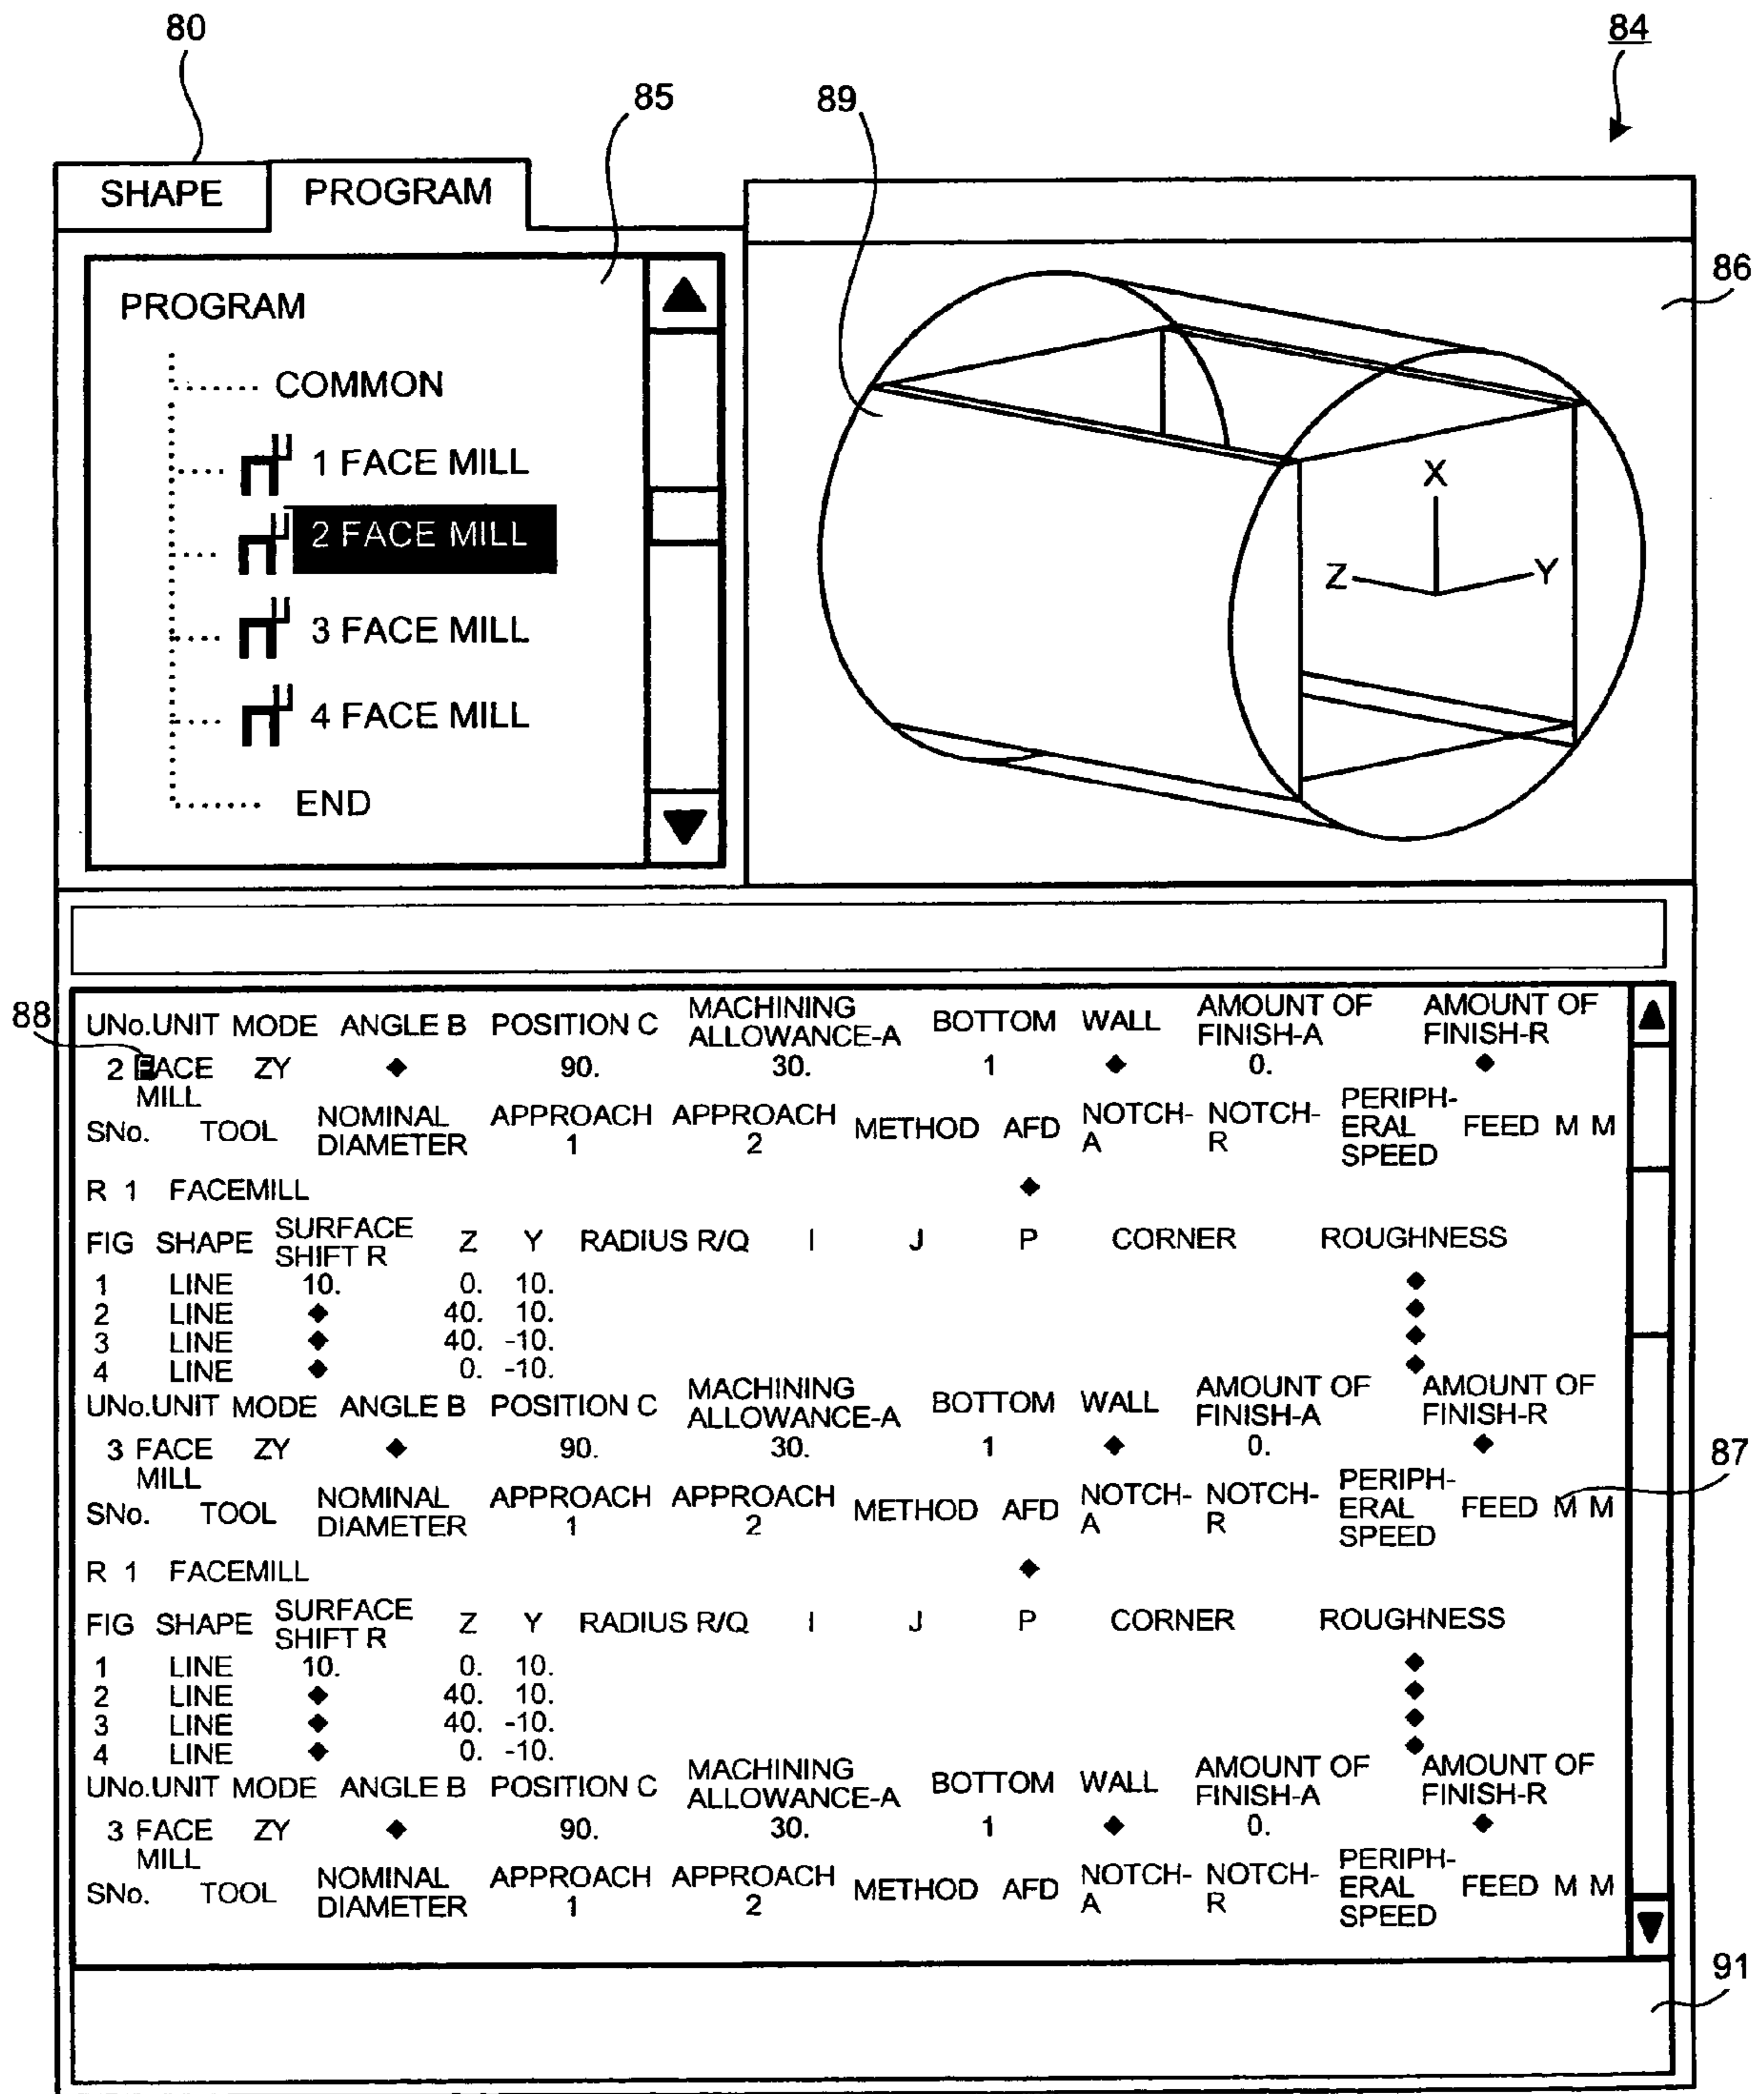 80
84
85
89
SHAPE PROGRAM
86
PROGRAM
COMMON
1 FACE MILL
2 FACE MILL
3 FACE MILL
4 FACE MILL
END
X
Z
Y
88
UNo. UNIT MODE ANGLE B POSITION C MACHINING ALLOWANCE-A BOTTOM WALL AMOUNT OF FINISH-A AMOUNT OF FINISH-R
2 FACE MILL ZY ◆ 90. 30. 1 ◆ 0. ◆
SNo. TOOL NOMINAL DIAMETER APPROACH 1 APPROACH 2 METHOD AFD NOTCH-A NOTCH-R PERIPH-ERAL SPEED FEED M M
R 1 FACEMILL ◆
FIG SHAPE SURFACE SHIFT R Z Y RADIUS R/Q I J P CORNER ROUGHNESS
1 LINE 10. 0. 10. ◆
2 LINE ◆ 40. 10. ◆
3 LINE ◆ 40. -10. ◆
4 LINE ◆ 0. -10. ◆
UNo. UNIT MODE ANGLE B POSITION C MACHINING ALLOWANCE-A BOTTOM WALL AMOUNT OF FINISH-A AMOUNT OF FINISH-R
3 FACE MILL ZY ◆ 90. 30. 1 ◆ 0. ◆
87
SNo. TOOL NOMINAL DIAMETER APPROACH 1 APPROACH 2 METHOD AFD NOTCH-A NOTCH-R PERIPH-ERAL SPEED FEED M M
R 1 FACEMILL ◆
FIG SHAPE SURFACE SHIFT R Z Y RADIUS R/Q I J P CORNER ROUGHNESS
1 LINE 10. 0. 10. ◆
2 LINE ◆ 40. 10. ◆
3 LINE ◆ 40. -10. ◆
4 LINE ◆ 0. -10. ◆
UNo. UNIT MODE ANGLE B POSITION C MACHINING ALLOWANCE-A BOTTOM WALL AMOUNT OF FINISH-A AMOUNT OF FINISH-R
3 FACE MILL ZY ◆ 90. 30. 1 ◆ 0. ◆
SNo. TOOL NOMINAL DIAMETER APPROACH 1 APPROACH 2 METHOD AFD NOTCH-A NOTCH-R PERIPH-ERAL SPEED FEED M M
91